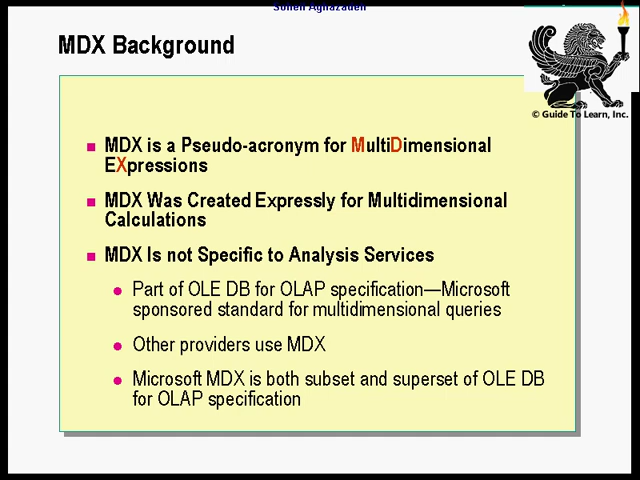 Soheil Aghazadeh
MDX Background
© Guide To Learn, Inc.
MDX is a Pseudo-acronym for MultiDimensional
EXpressions
MDX Was Created Expressly for Multidimensional
Calculations
MDX Is not Specific to Analysis Services
Part of OLE DB for OLAP specification—Microsoft
sponsored standard for multidimensional queries
Other providers use MDX
Microsoft MDX is both subset and superset of OLE DB
for OLAP specification